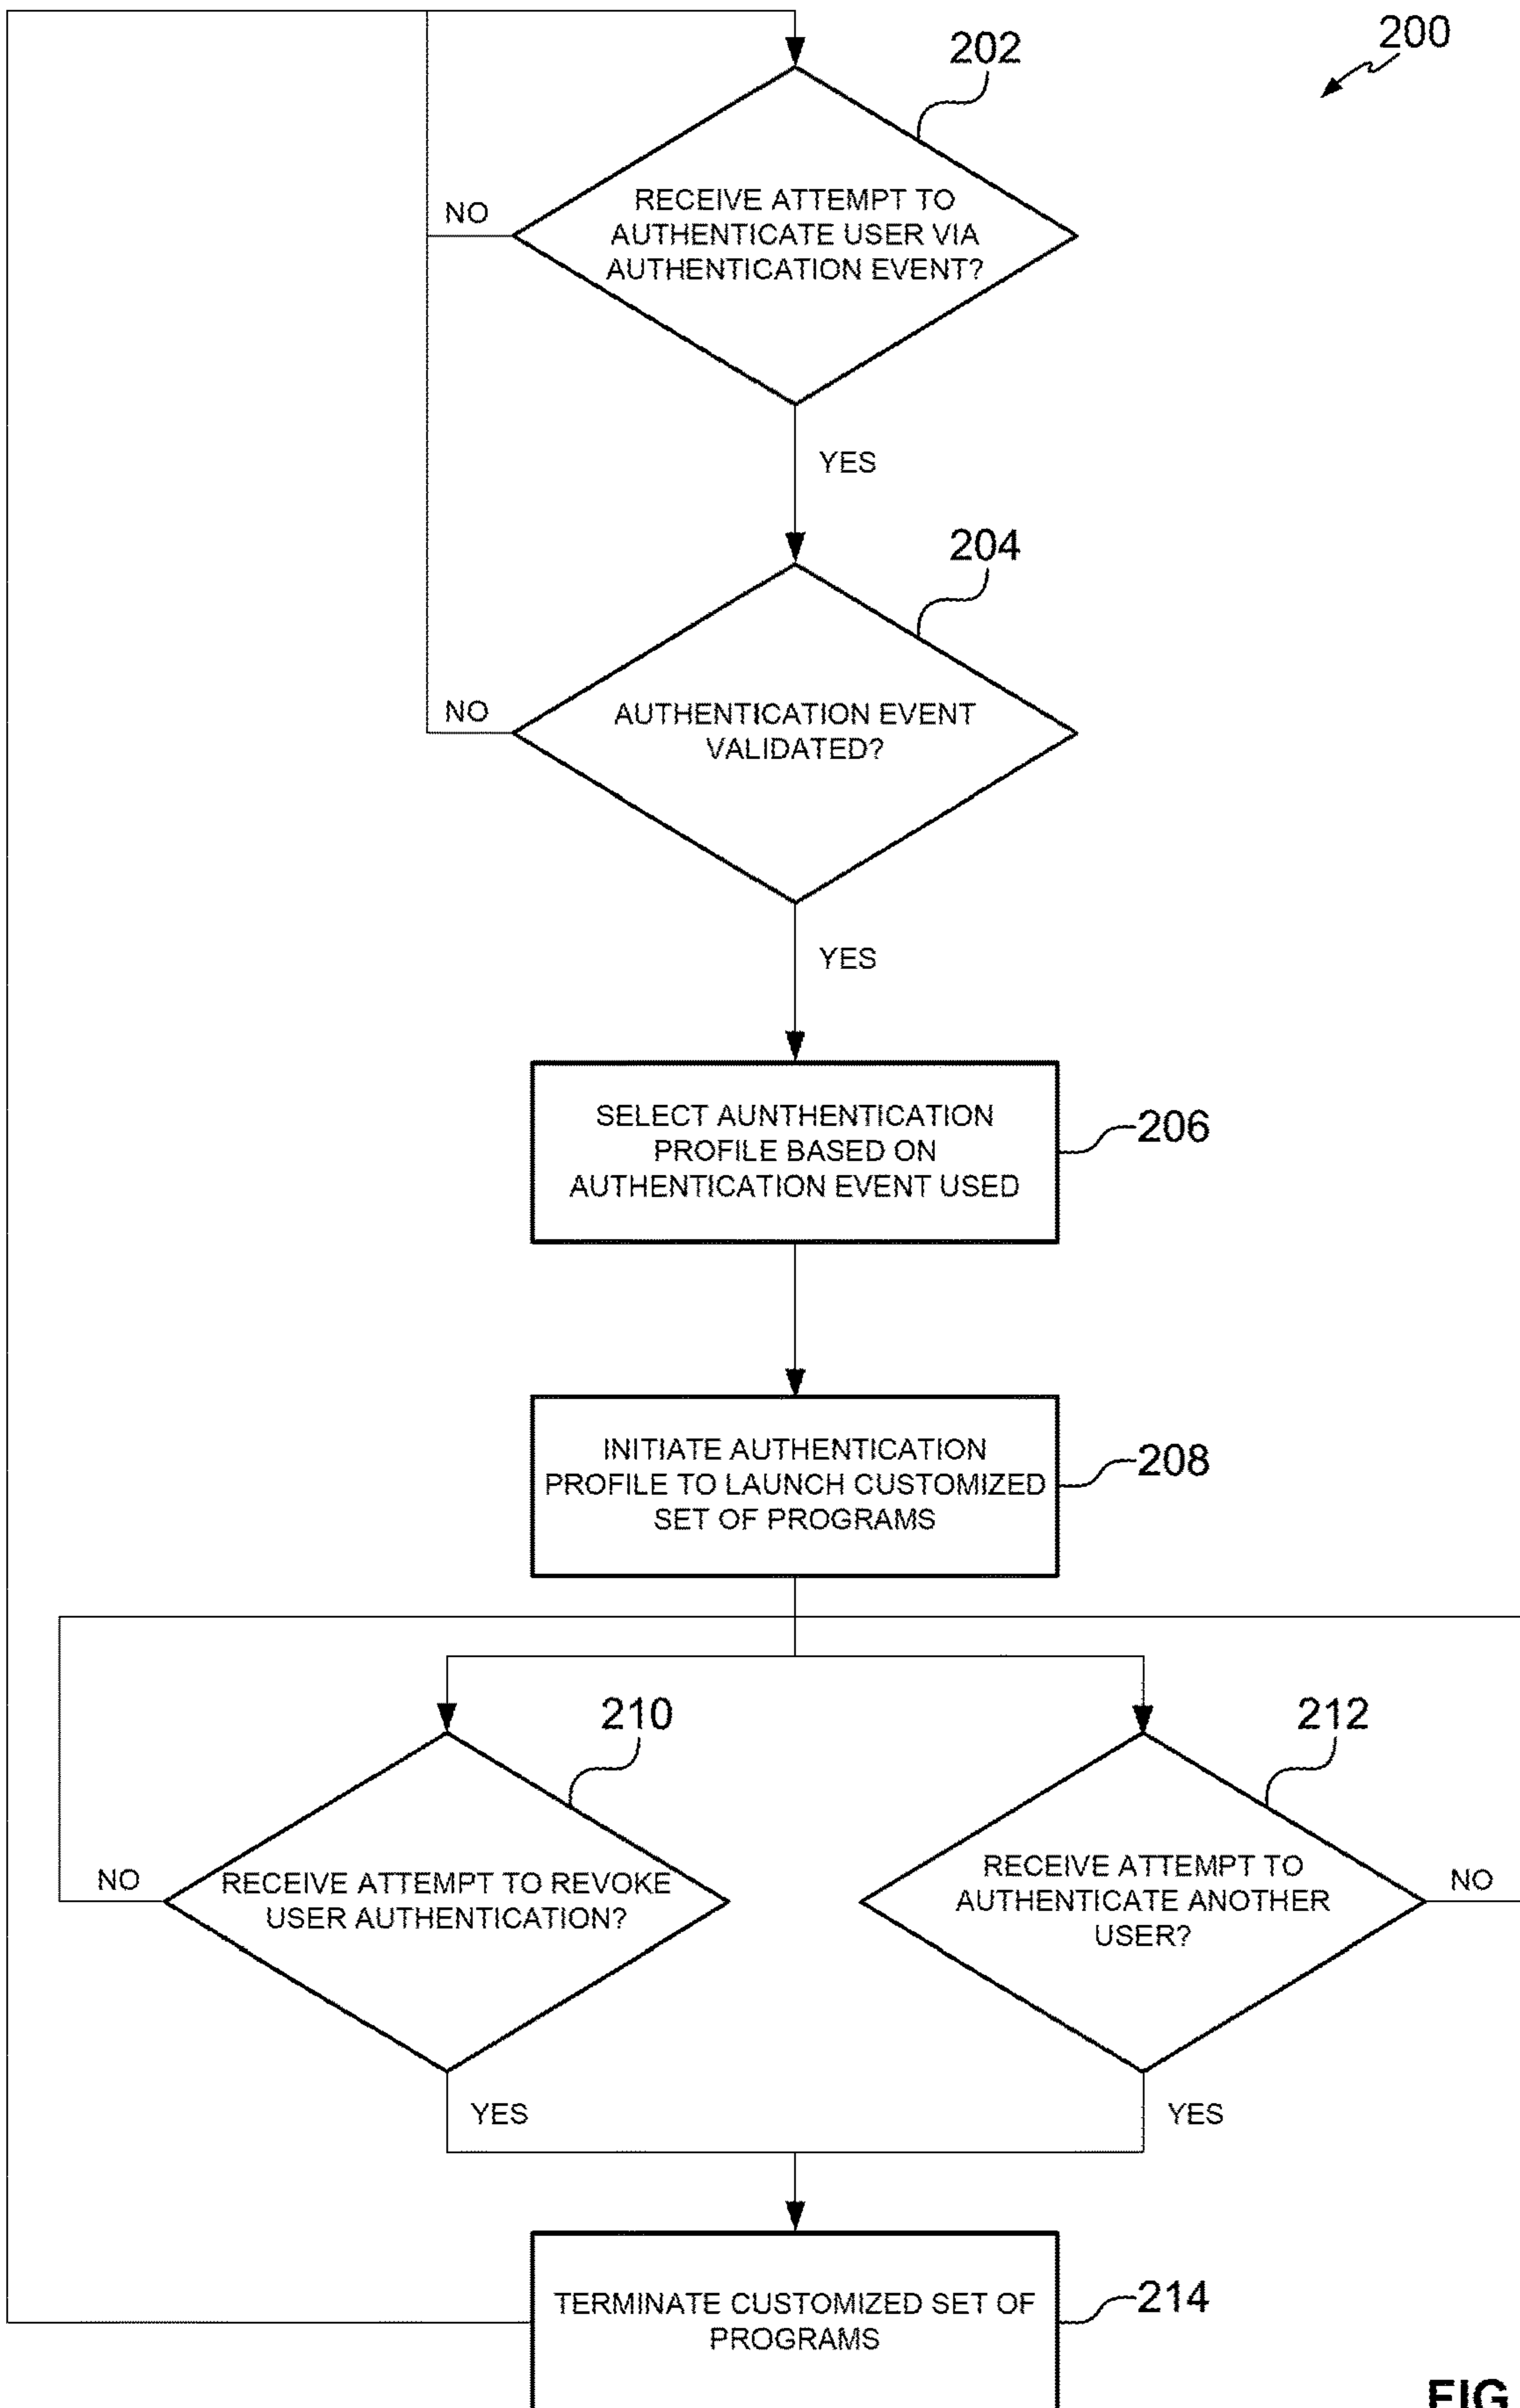 200
202
RECEIVE ATTEMPT TO
AUTHENTICATE USER VIA
AUTHENTICATION EVENT?
NO
YES
204
AUTHENTICATION EVENT
VALIDATED?
NO
YES
SELECT AUNTHENTICATION
PROFILE BASED ON
AUTHENTICATION EVENT USED
206
INITIATE AUTHENTICATION
PROFILE TO LAUNCH CUSTOMIZED
SET OF PROGRAMS
208
210
RECEIVE ATTEMPT TO REVOKE
USER AUTHENTICATION?
NO
YES
212
RECEIVE ATTEMPT TO
AUTHENTICATE ANOTHER
USER?
NO
YES
TERMINATE CUSTOMIZED SET OF
PROGRAMS
214
FIG